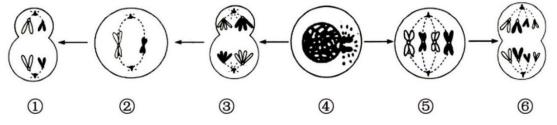 ① ② ③ ④ ⑤ ⑥